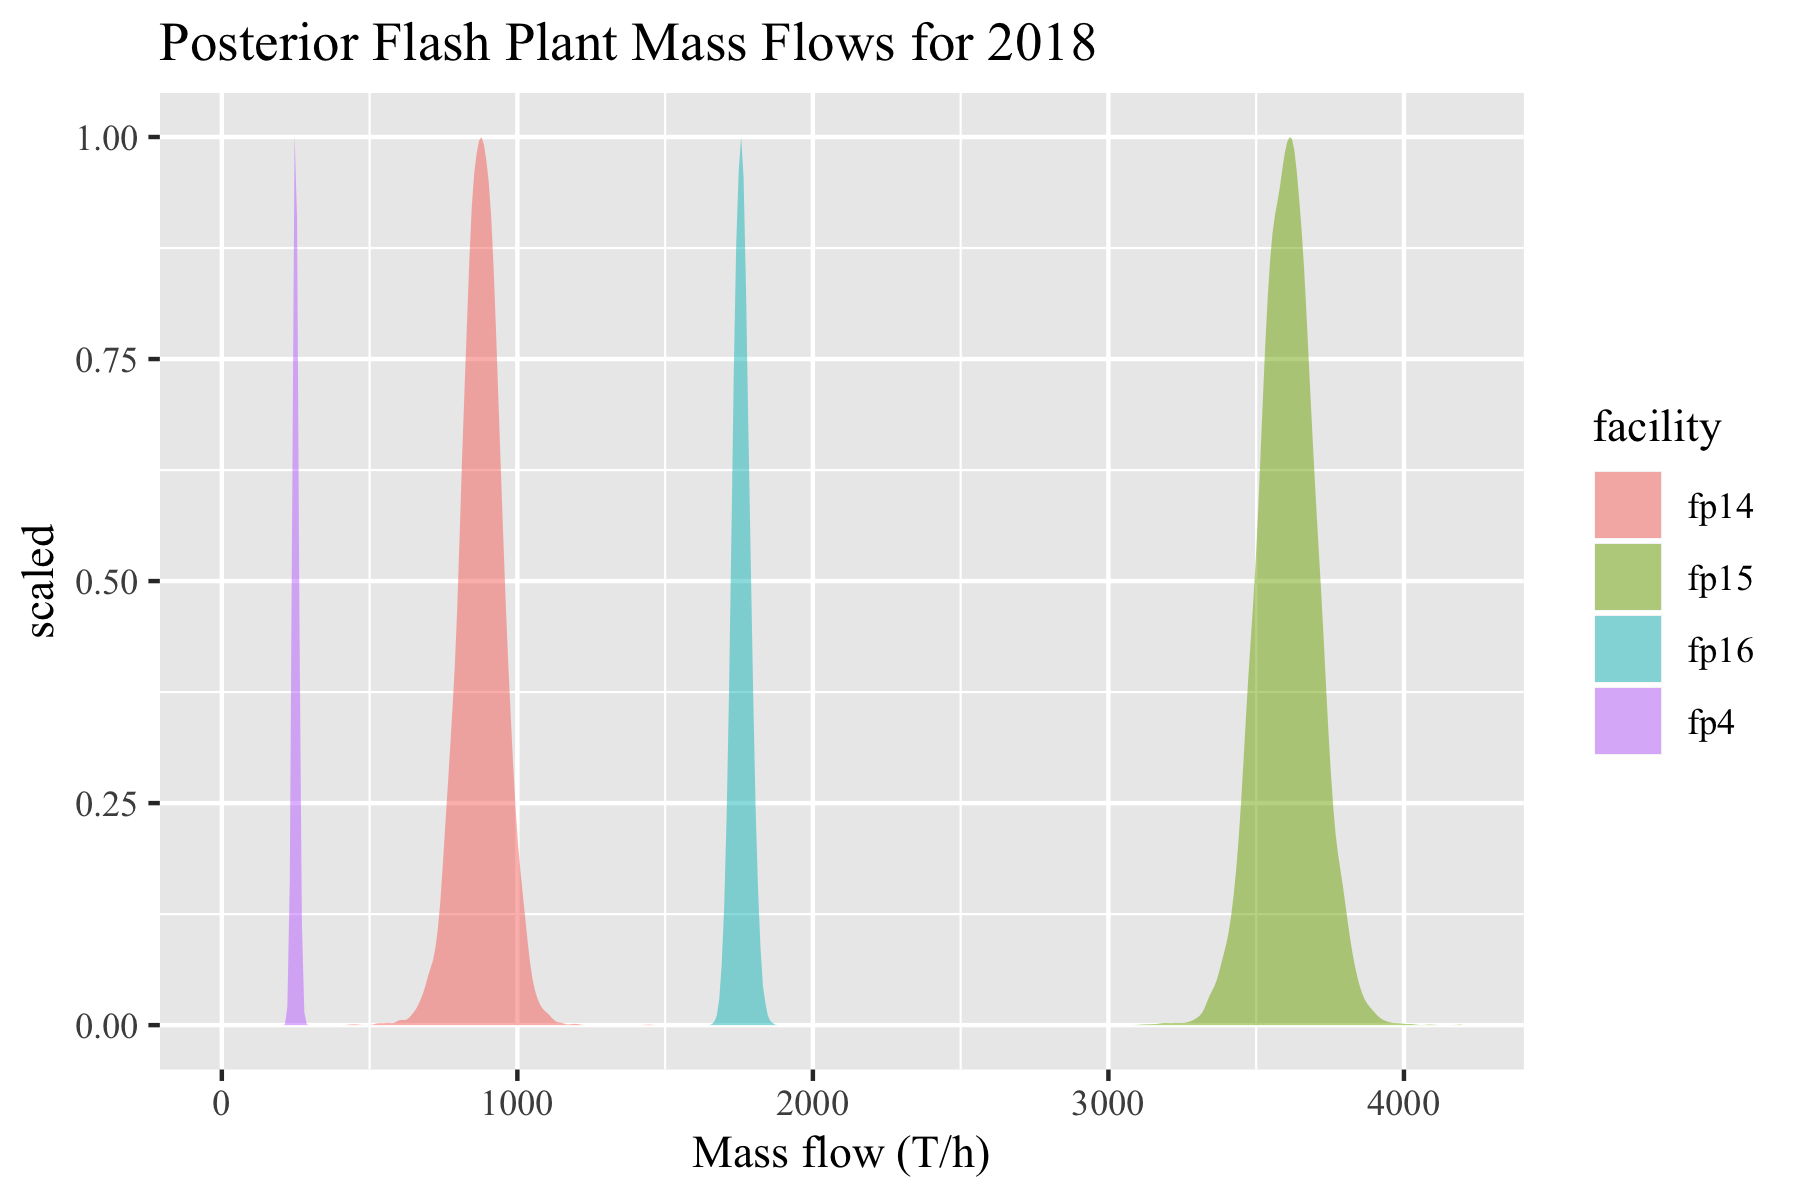 Posterior Flash Plant Mass Flows for 2018
1.00
0.75
0.50
0.25
0.00
scaled
0 1000 2000 3000 4000
Mass flow (T/h)
facility
fp14
fp15
fp16
fp4